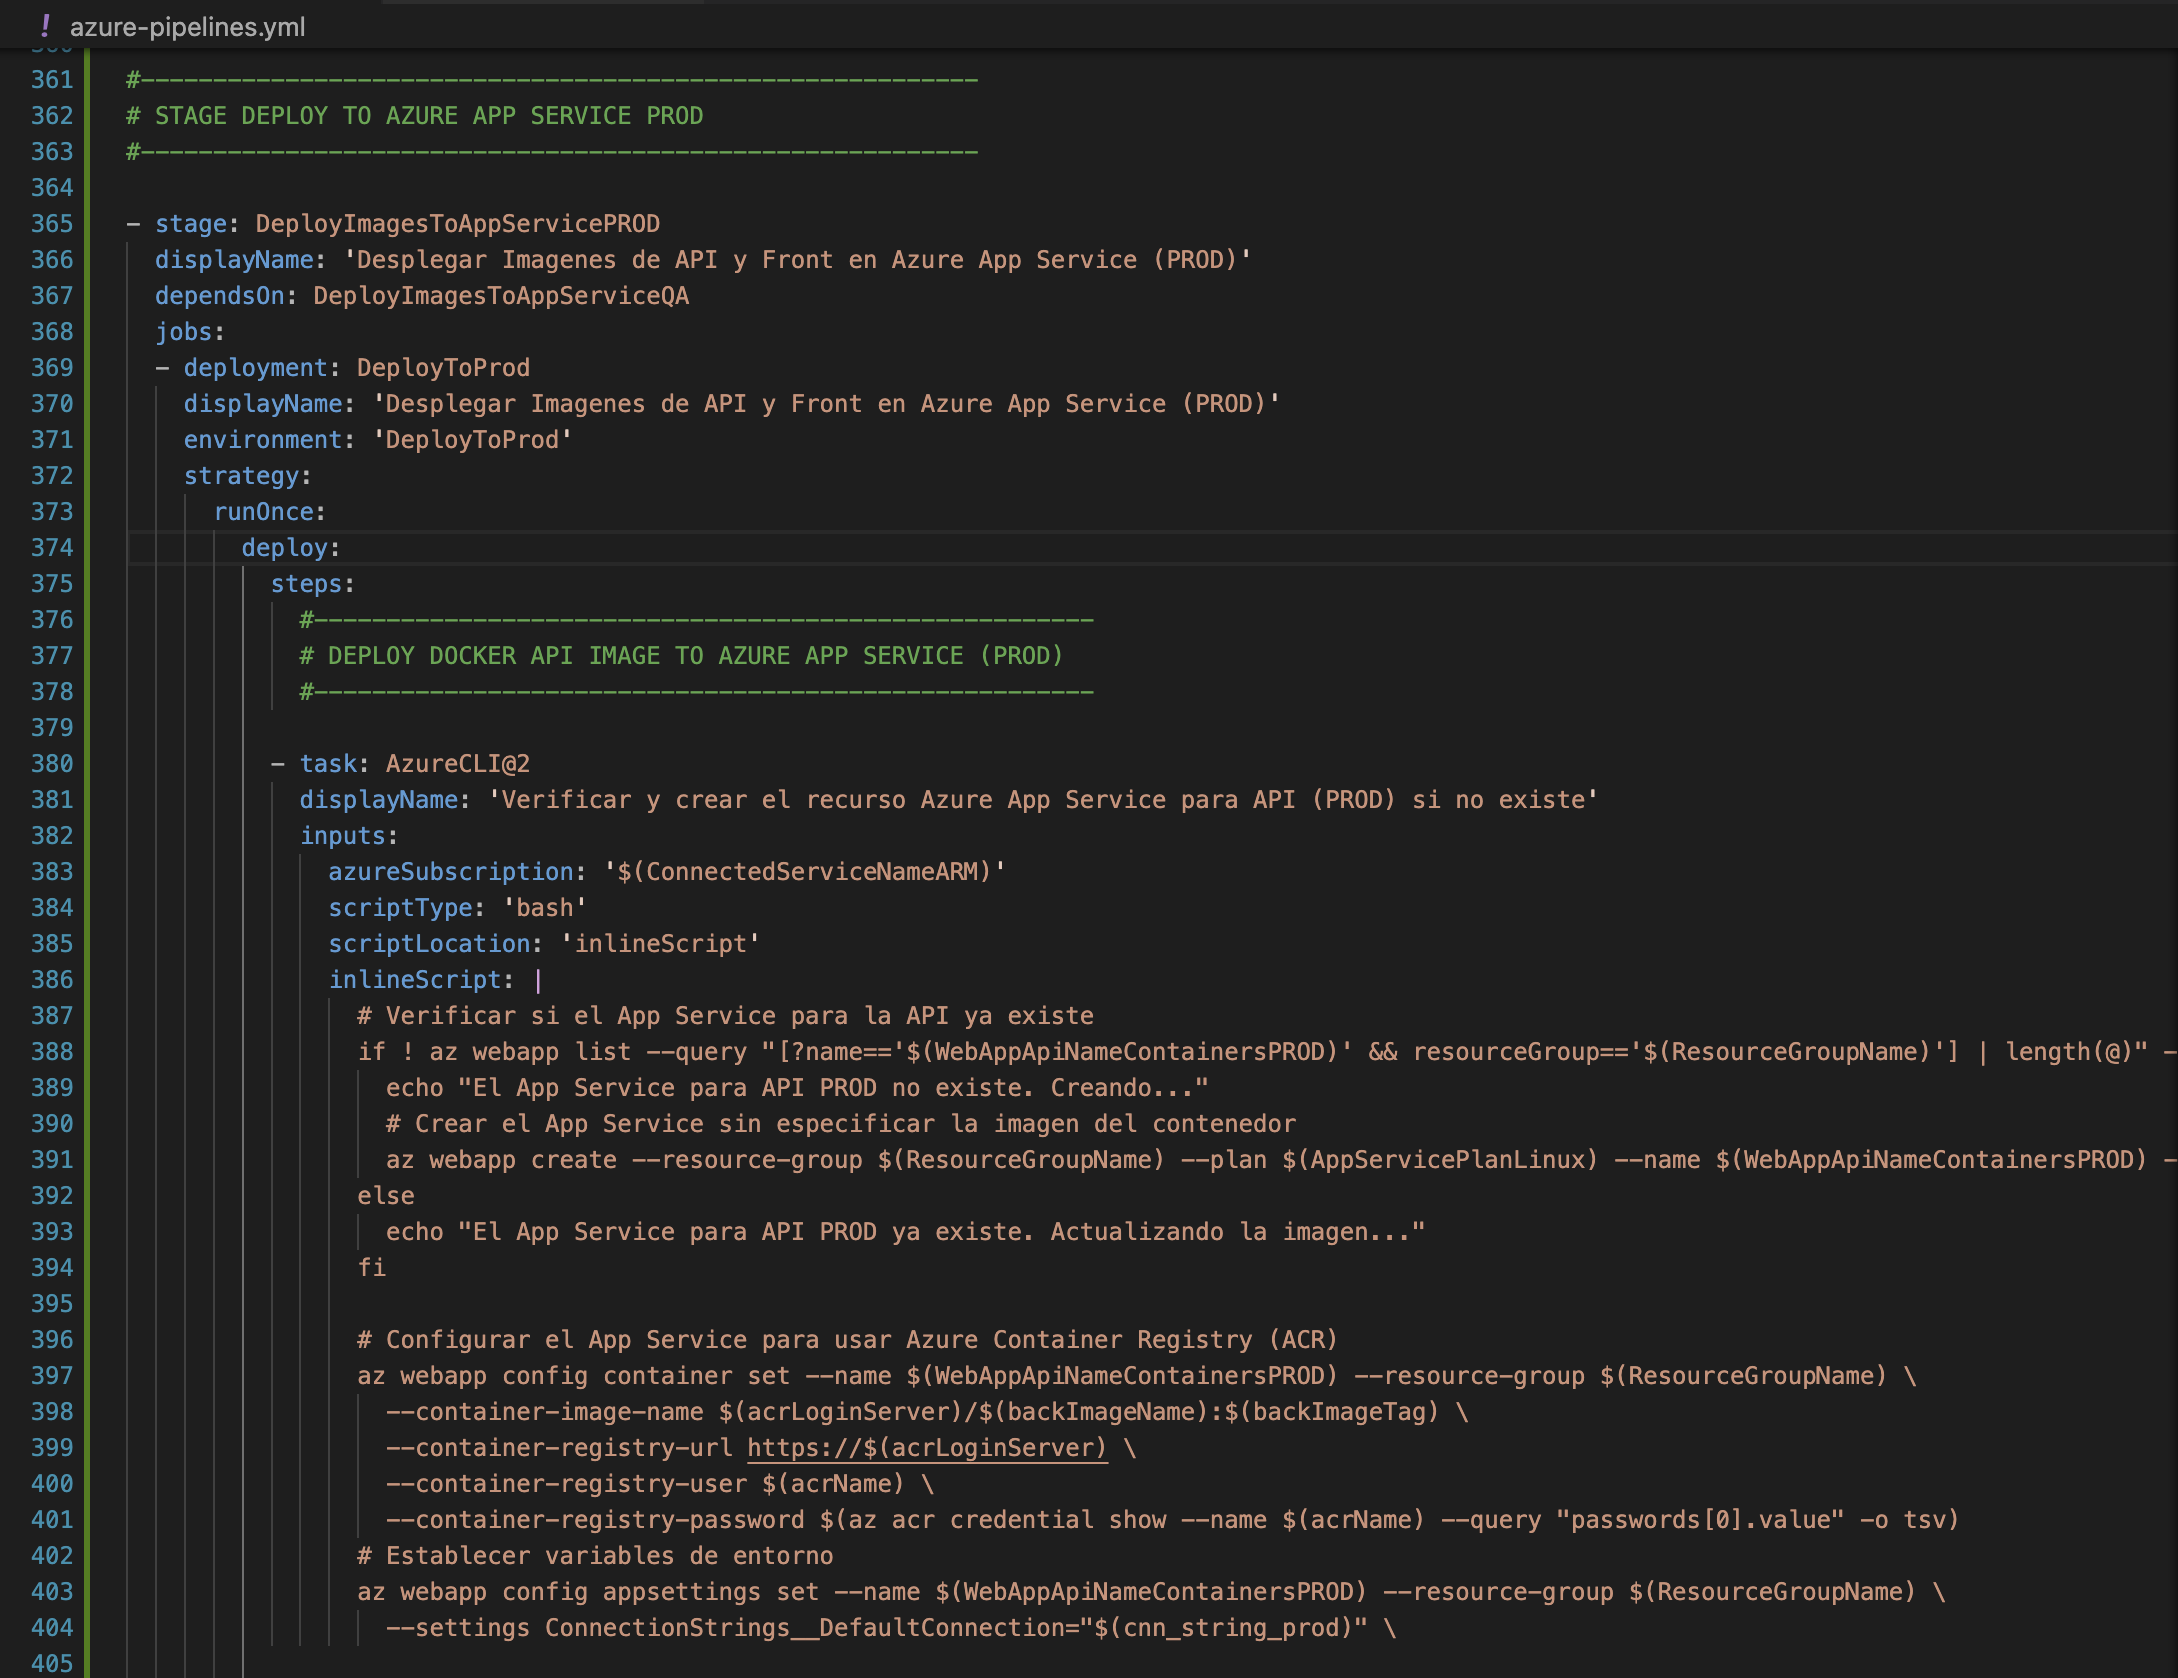 ! azure-pipelines.yml
361 #----------------------------------------------------------
362 # STAGE DEPLOY TO AZURE APP SERVICE PROD
363 #----------------------------------------------------------
364
365 - stage: DeployImagesToAppServicePROD
366   displayName: 'Desplegar Imagenes de API y Front en Azure App Service (PROD)'
367   dependsOn: DeployImagesToAppServiceQA
368   jobs:
369   - deployment: DeployToProd
370     displayName: 'Desplegar Imagenes de API y Front en Azure App Service (PROD)'
371     environment: 'DeployToProd'
372     strategy:
373       runOnce:
374         deploy:
375           steps:
376             #------------------------------------------------------
377             # DEPLOY DOCKER API IMAGE TO AZURE APP SERVICE (PROD)
378             #------------------------------------------------------
379
380           - task: AzureCLI@2
381             displayName: 'Verificar y crear el recurso Azure App Service para API (PROD) si no existe'
382             inputs:
383               azureSubscription: '$(ConnectedServiceNameARM)'
384               scriptType: 'bash'
385               scriptLocation: 'inlineScript'
386               inlineScript: |
387                 # Verificar si el App Service para la API ya existe
388                 if ! az webapp list --query "[?name=='$(WebAppApiNameContainersPROD)' && resourceGroup=='$(ResourceGroupName)'] | length(@)" -
389                   echo "El App Service para API PROD no existe. Creando..."
390                   # Crear el App Service sin especificar la imagen del contenedor
391                   az webapp create --resource-group $(ResourceGroupName) --plan $(AppServicePlanLinux) --name $(WebAppApiNameContainersPROD) -
392                 else
393                   echo "El App Service para API PROD ya existe. Actualizando la imagen..."
394                 fi
395
396                 # Configurar el App Service para usar Azure Container Registry (ACR)
397                 az webapp config container set --name $(WebAppApiNameContainersPROD) --resource-group $(ResourceGroupName) \
398                   --container-image-name $(acrLoginServer)/$(backImageName):$(backImageTag) \
399                   --container-registry-url https://$(acrLoginServer) \
400                   --container-registry-user $(acrName) \
401                   --container-registry-password $(az acr credential show --name $(acrName) --query "passwords[0].value" -o tsv)
402                 # Establecer variables de entorno
403                 az webapp config appsettings set --name $(WebAppApiNameContainersPROD) --resource-group $(ResourceGroupName) \
404                   --settings ConnectionStrings__DefaultConnection="$(cnn_string_prod)" \
405